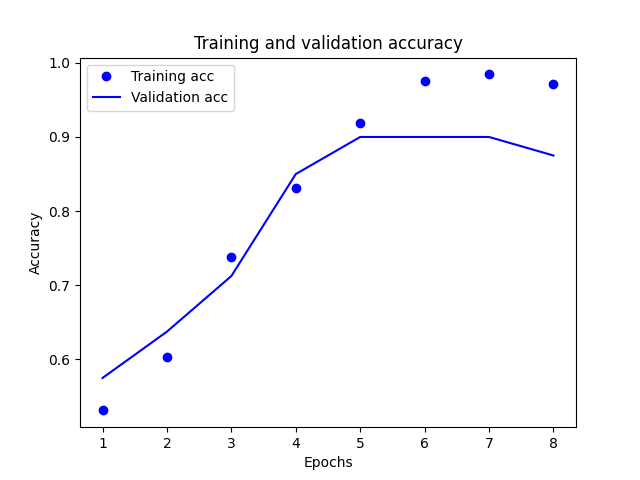 Training and validation accuracy
Training acc
Validation acc
1.0
0.9
0.8
0.7
0.6
Accuracy
1 2 3 4 5 6 7 8
Epochs